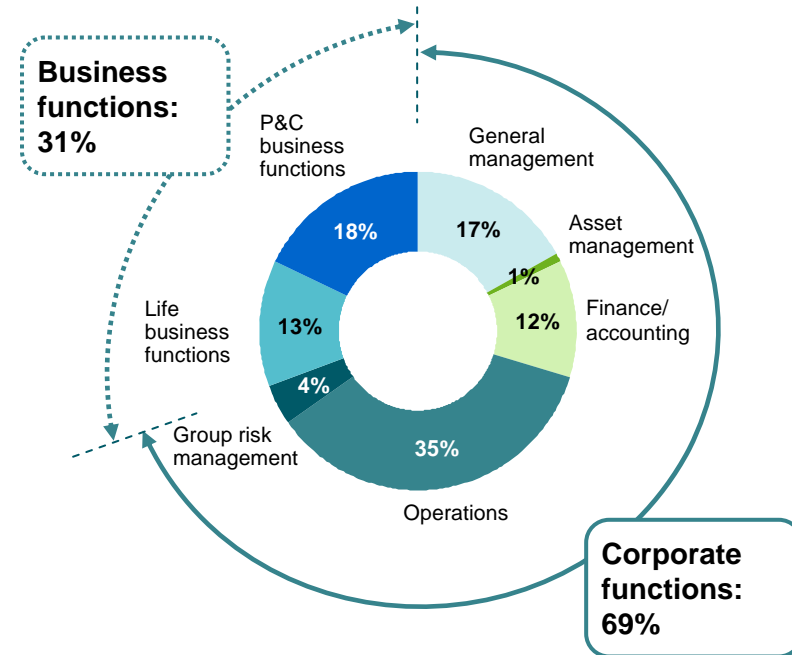 Business
functions:
31%
P&C
business
functions
General
management
18%
17%
Asset
management
1%
Life
business
functions
13%
12%
Finance/
accounting
4%
Group risk
management
35%
Operations
Corporate
functions:
69%